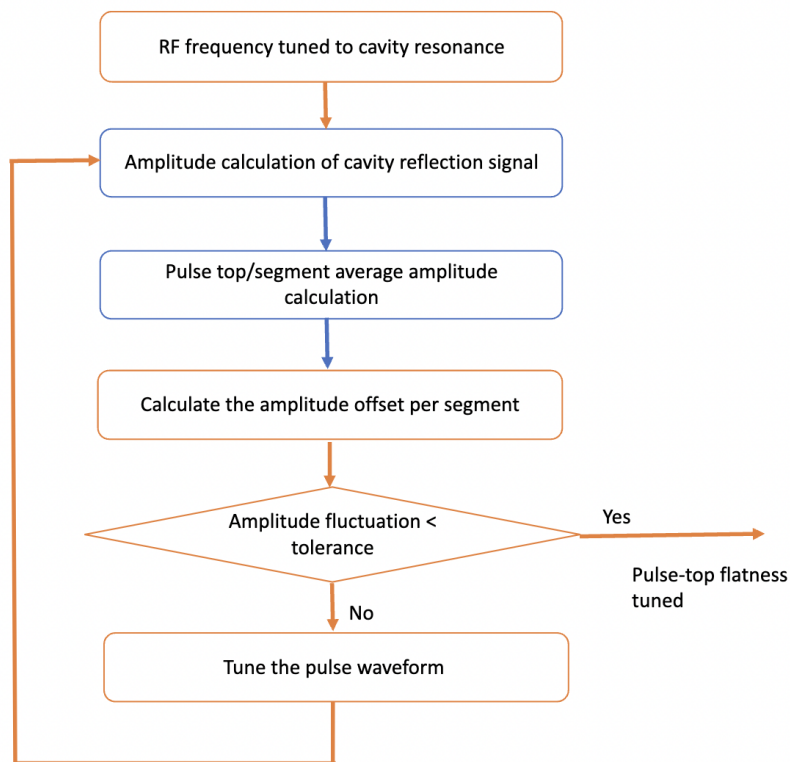 RF frequency tuned to cavity resonance
Amplitude calculation of cavity reflection signal
Pulse top/segment average amplitude
calculation
Calculate the amplitude offset per segment
Amplitude fluctuation <
tolerance
Yes
Pulse-top flatness
tuned
No
Tune the pulse waveform